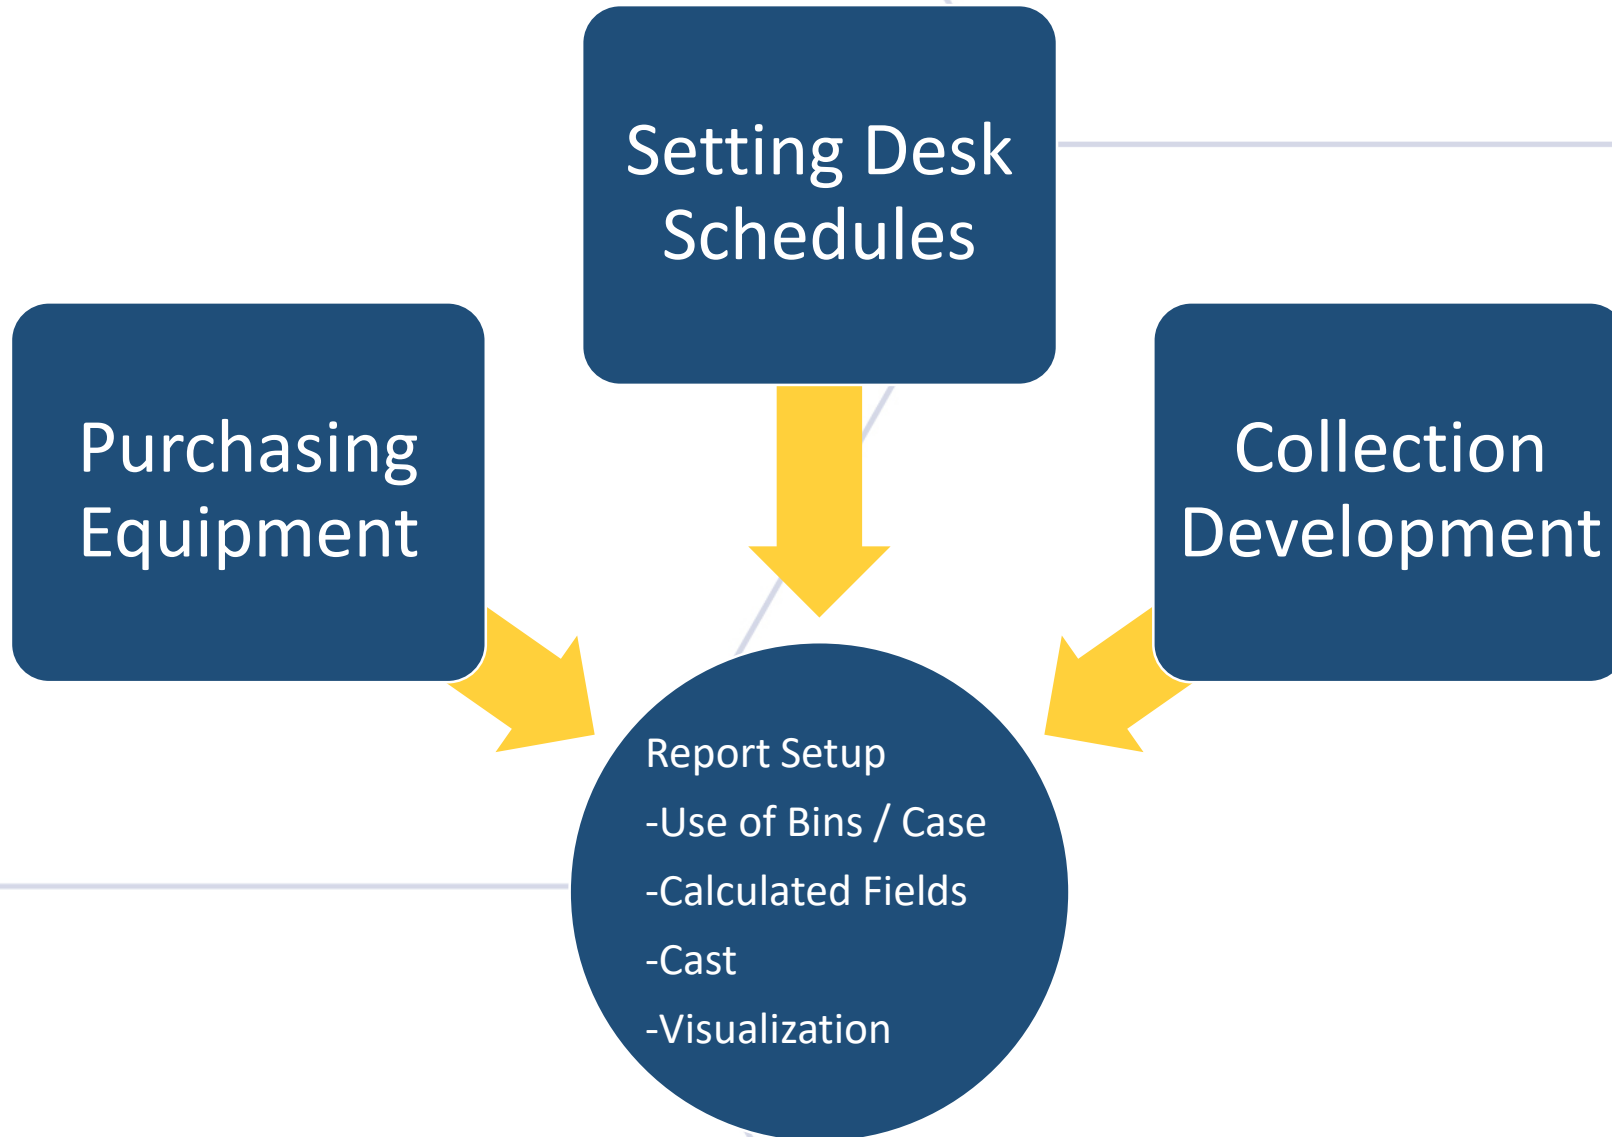 Setting Desk
Schedules
Purchasing
Equipment
Collection
Development
Report Setup
-Use of Bins / Case
-Calculated Fields
-Cast
-Visualization